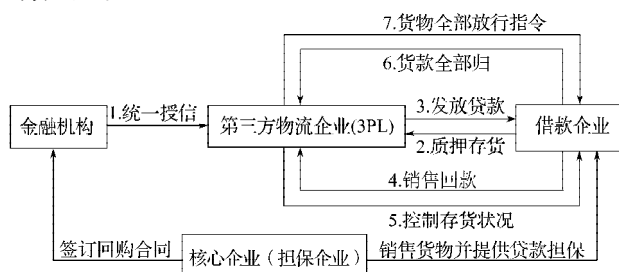 7.货物全部放行指令
6.货款全部归
金融机构
1.统一授信
第三方物流企业(3PL)
3.发放贷款
2.质押存货
借款企业
4.销售回款
5.控制存货状况
签订回购合同
核心企业（担保企业）
销售货物并提供贷款担保